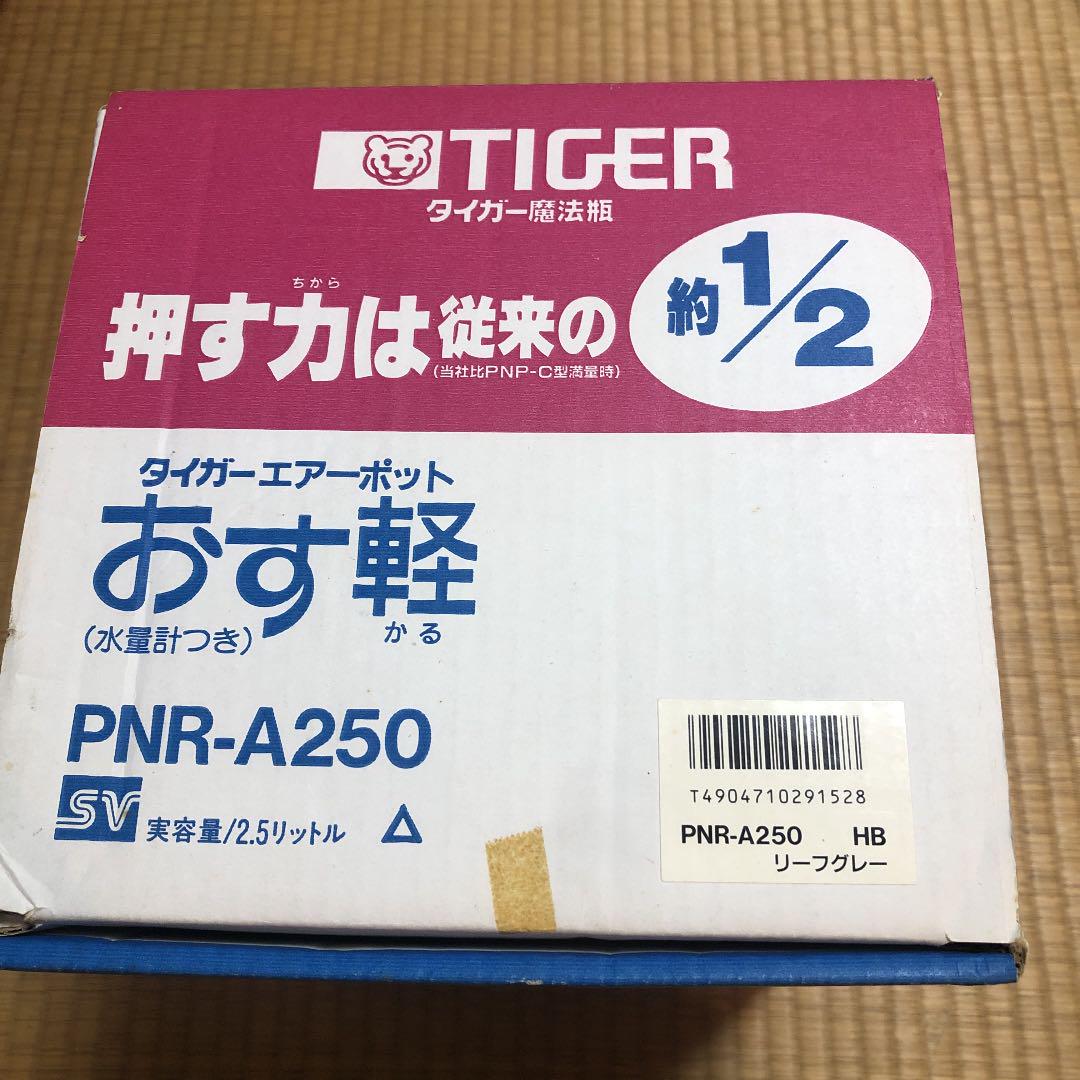 TIGER
タイガー魔法瓶
ちから
押す力は従来の約1/2
(当社比PNP-C型満量時)
タイガーエアーポット
おす軽
かる
(水量計つき)
PNR-A250
SV 実容量/2.5リットル △
T4904710291528
PNR-A250 HB
リーフグレー